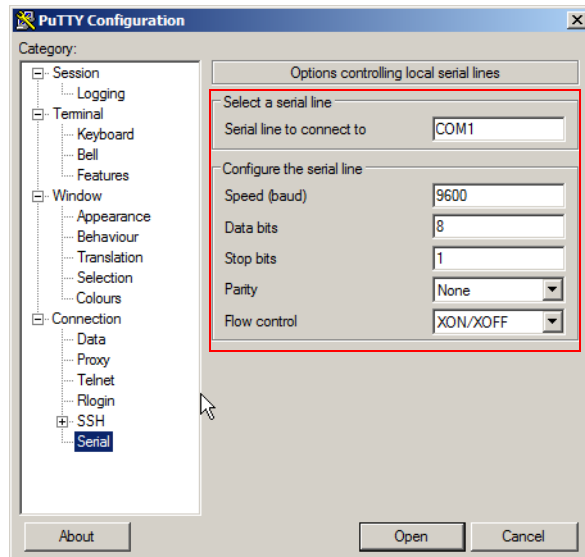 PuTTY Configuration
Category:
Session
Logging
Terminal
Keyboard
Bell
Features
Window
Appearance
Behaviour
Translation
Selection
Colours
Connection
Data
Proxy
Telnet
Rlogin
SSH
Serial
Options controlling local serial lines
Select a serial line
Serial line to connect to COM1
Configure the serial line
Speed (baud) 9600
Data bits 8
Stop bits 1
Parity None
Flow control XON/XOFF
About Open Cancel